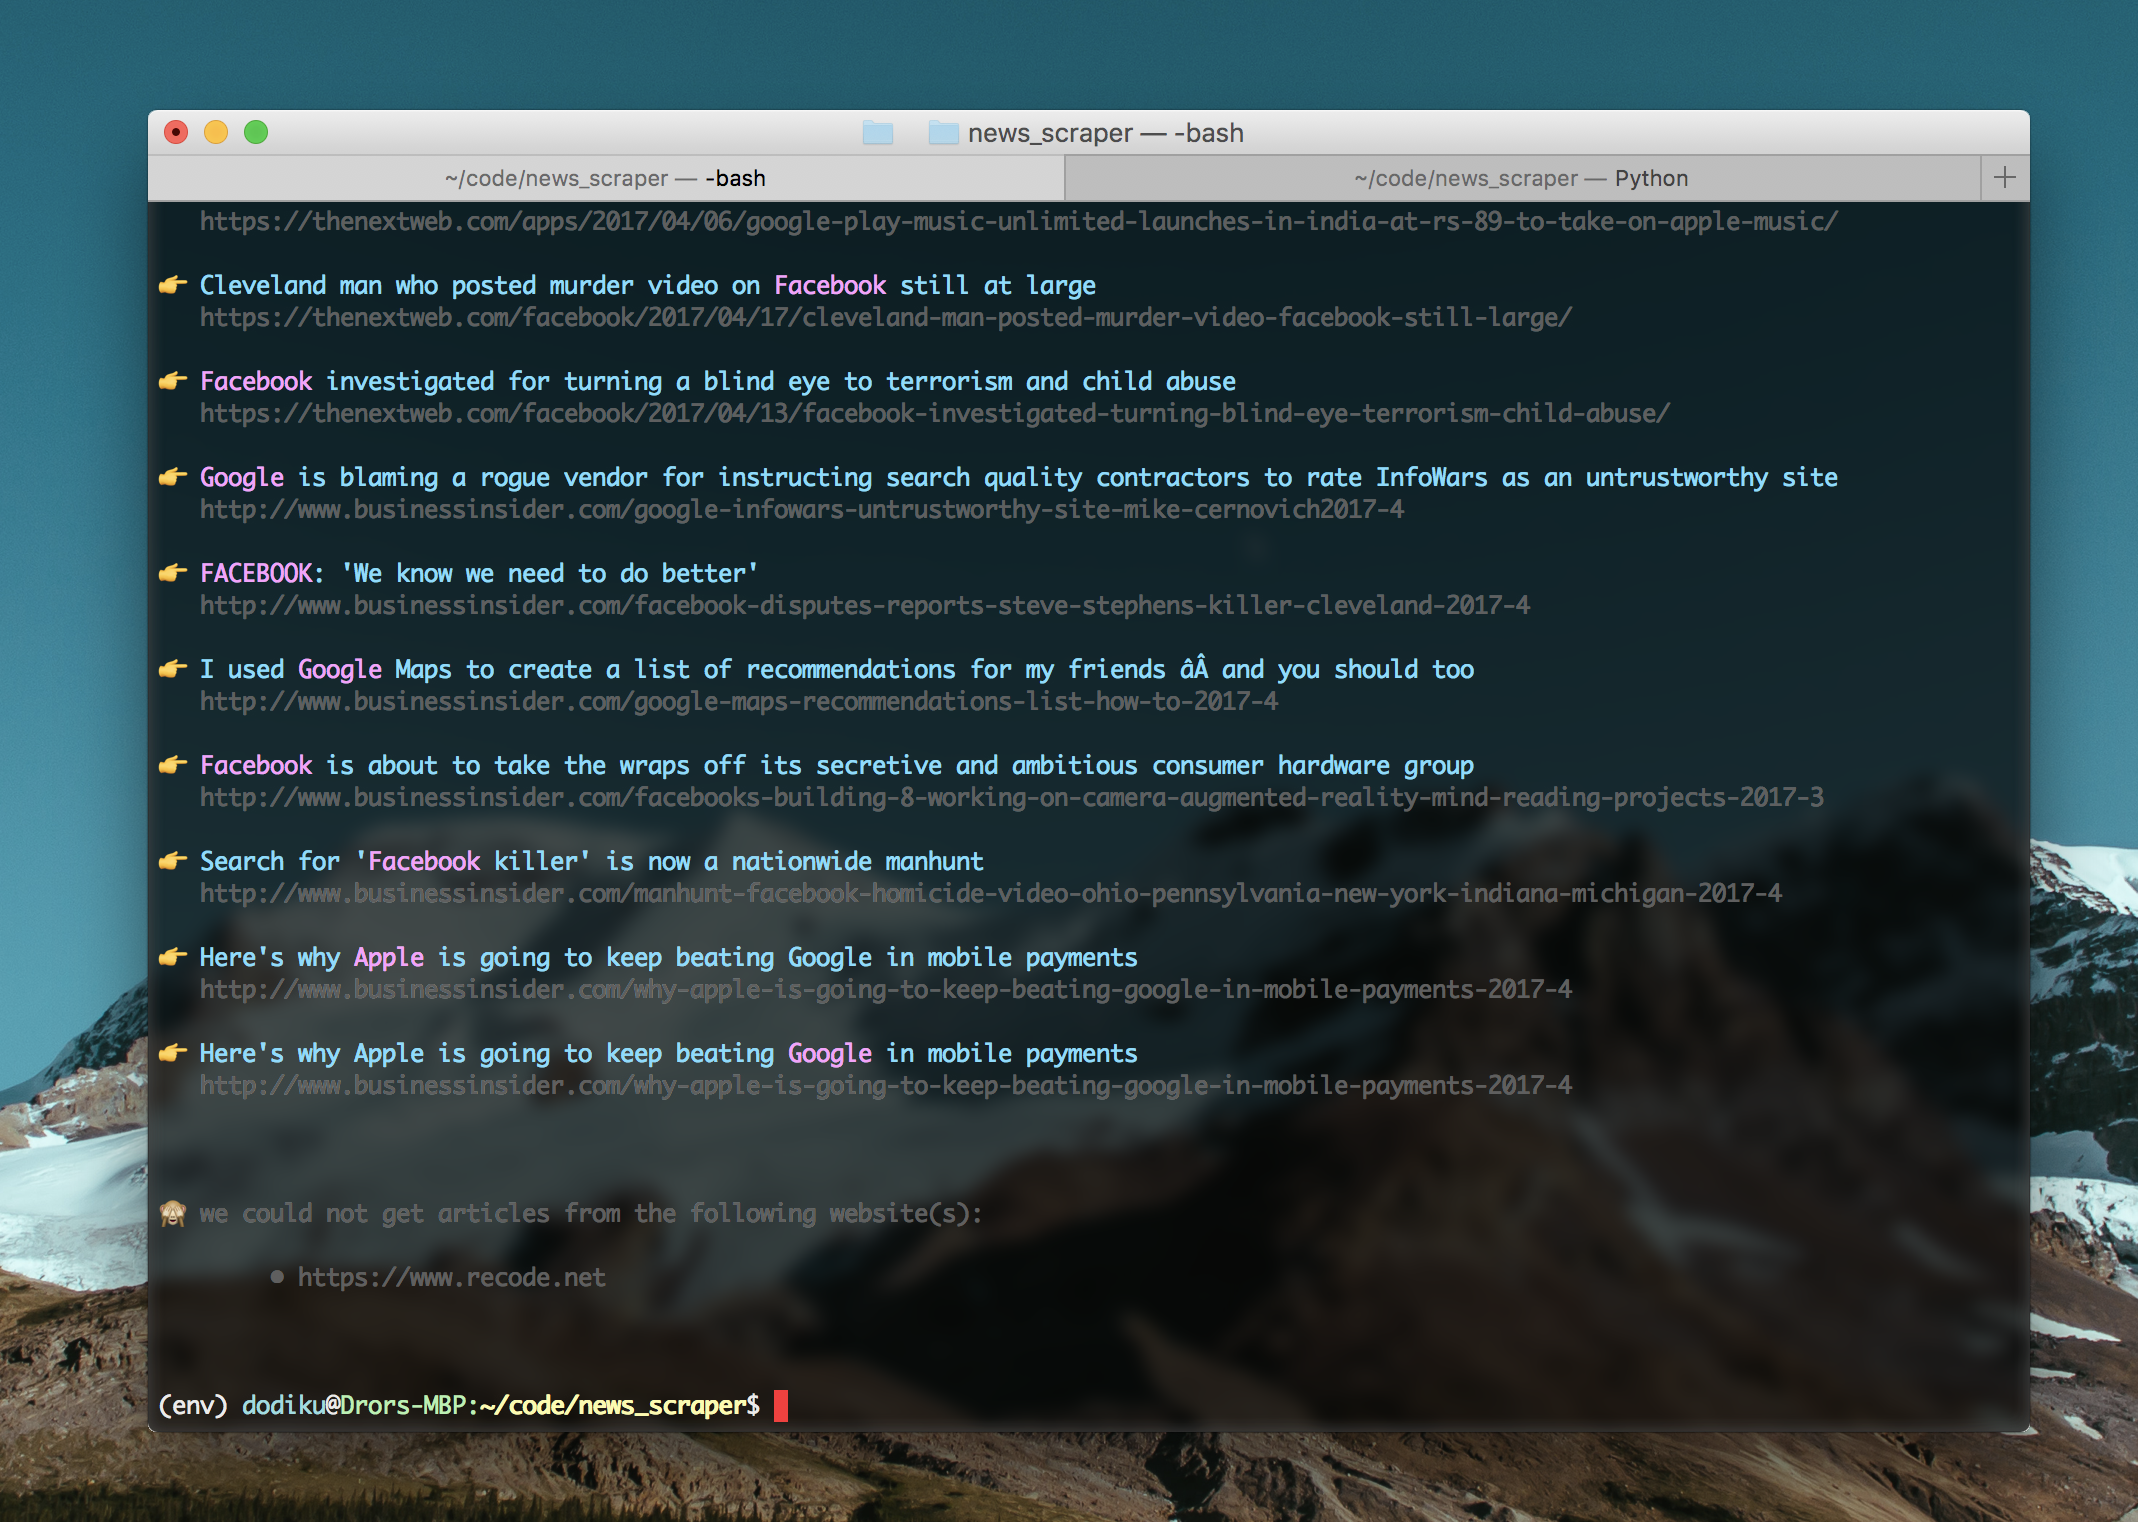 news_scraper — -bash
~/code/news_scraper — -bash
~/code/news_scraper — Python
https://thenextweb.com/apps/2017/04/06/google-play-music-unlimited-launches-in-india-at-rs-89-to-take-on-apple-music/
Cleveland man who posted murder video on Facebook still at large
https://thenextweb.com/facebook/2017/04/17/cleveland-man-posted-murder-video-facebook-still-large/
Facebook investigated for turning a blind eye to terrorism and child abuse
https://thenextweb.com/facebook/2017/04/13/facebook-investigated-turning-blind-eye-terrorism-child-abuse/
Google is blaming a rogue vendor for instructing search quality contractors to rate InfoWars as an untrustworthy site
http://www.businessinsider.com/google-infowars-untrustworthy-site-mike-cernovich2017-4
FACEBOOK: 'We know we need to do better'
http://www.businessinsider.com/facebook-disputes-reports-steve-stephens-killer-cleveland-2017-4
I used Google Maps to create a list of recommendations for my friends âÂ and you should too
http://www.businessinsider.com/google-maps-recommendations-list-how-to-2017-4
Facebook is about to take the wraps off its secretive and ambitious consumer hardware group
http://www.businessinsider.com/facebooks-building-8-working-on-camera-augmented-reality-mind-reading-projects-2017-3
Search for 'Facebook killer' is now a nationwide manhunt
http://www.businessinsider.com/manhunt-facebook-homicide-video-ohio-pennsylvania-new-york-indiana-michigan-2017-4
Here's why Apple is going to keep beating Google in mobile payments
http://www.businessinsider.com/why-apple-is-going-to-keep-beating-google-in-mobile-payments-2017-4
Here's why Apple is going to keep beating Google in mobile payments
http://www.businessinsider.com/why-apple-is-going-to-keep-beating-google-in-mobile-payments-2017-4
we could not get articles from the following website(s):
● https://www.recode.net
(env) dodiku@Drors-MBP:~/code/news_scraper$